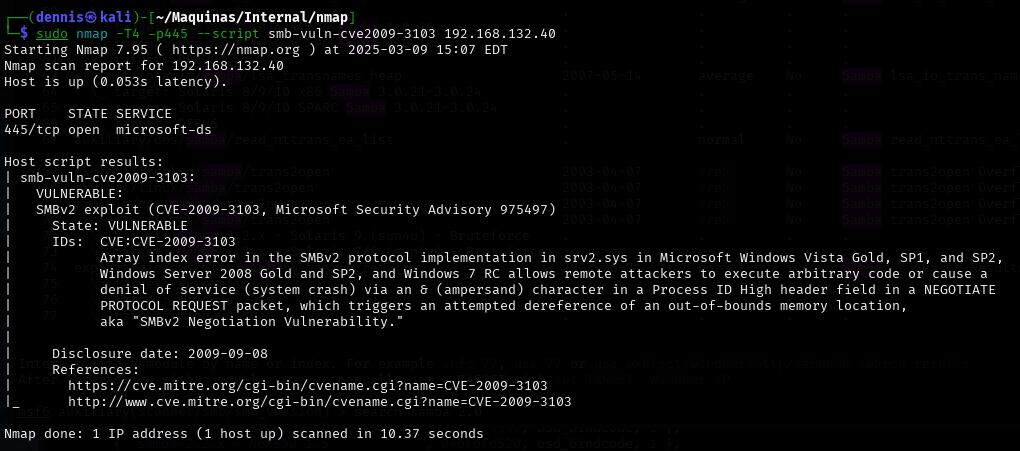 ┌──(dennis㉿kali)-[~/Maquinas/Internal/nmap]
└─$ sudo nmap -T4 -p445 --script smb-vuln-cve2009-3103 192.168.132.40
Starting Nmap 7.95 ( https://nmap.org ) at 2025-03-09 15:07 EDT
Nmap scan report for 192.168.132.40
Host is up (0.053s latency).

PORT    STATE SERVICE
445/tcp open  microsoft-ds

Host script results:
| smb-vuln-cve2009-3103:
|   VULNERABLE:
|   SMBv2 exploit (CVE-2009-3103, Microsoft Security Advisory 975497)
|     State: VULNERABLE
|     IDs:  CVE:CVE-2009-3103
|           Array index error in the SMBv2 protocol implementation in srv2.sys in Microsoft Windows Vista Gold, SP1, and SP2,
|           Windows Server 2008 Gold and SP2, and Windows 7 RC allows remote attackers to execute arbitrary code or cause a
|           denial of service (system crash) via an & (ampersand) character in a Process ID High header field in a NEGOTIATE
|           PROTOCOL REQUEST packet, which triggers an attempted dereference of an out-of-bounds memory location,
|           aka "SMBv2 Negotiation Vulnerability."
|
|     Disclosure date: 2009-09-08
|     References:
|       https://cve.mitre.org/cgi-bin/cvename.cgi?name=CVE-2009-3103
|_      http://www.cve.mitre.org/cgi-bin/cvename.cgi?name=CVE-2009-3103

Nmap done: 1 IP address (1 host up) scanned in 10.37 seconds